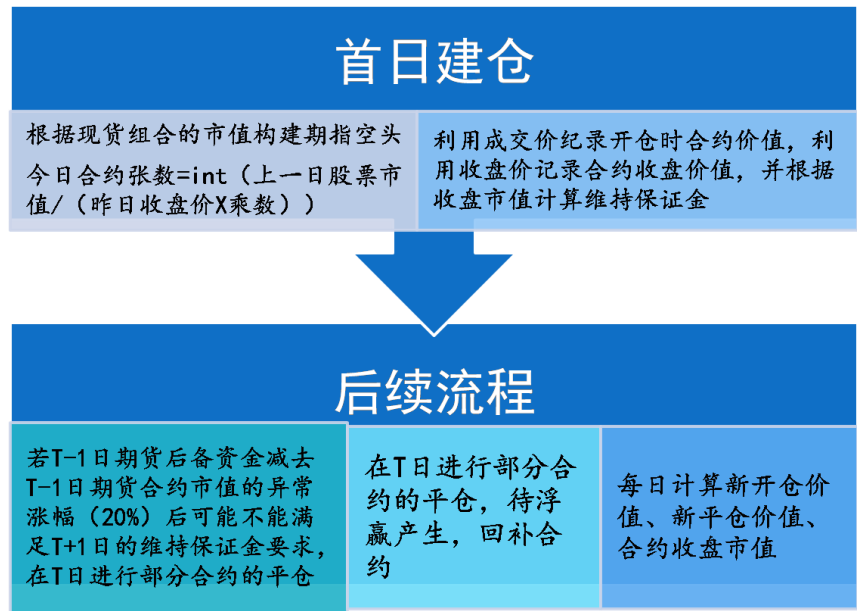 首日建仓
根据现货组合的市值构建期指空头
今日合约张数=int（上一日股票市
值/（昨日收盘价X乘数））
利用成交价纪录开仓时合约价值，利
用收盘价记录合约收盘价值，并根据
收盘市值计算维持保证金
后续流程
若T-1日期货后备资金减去
T-1日期货合约市值的异常
涨幅（20%）后可能不能满
足T+1日的维持保证金要求，
在T日进行部分合约的平仓
在T日进行部分合
约的平仓，待浮
赢产生，回补合
约
每日计算新开仓价
值、新平仓价值、
合约收盘市值